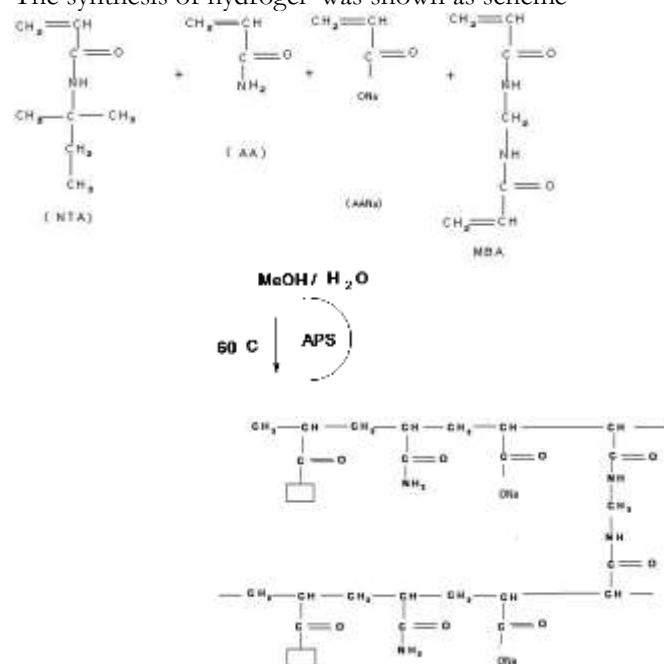 The synthesis of hydrogel was shown as scheme
CH2=CH CH2=CH CH2=CH CH2=CH
C=O C=O C=O C=O
NH + NH2 + ONa + NH
CH3—C—CH3 CH2
CH2 (AA) NH
CH3 (AANa) C=O
(NTA) CH2=CH
MBA
MeOH / H2O
60 C APS
CH2—CH—CH2—CH—CH2—CH—CH—
C=O C=O C=O C=O
NH2 ONa NH
CH2
NH
C=O
—CH2—CH—CH2—CH—CH2—CH—CH—
C=O C=O C=O
NH2 ONa